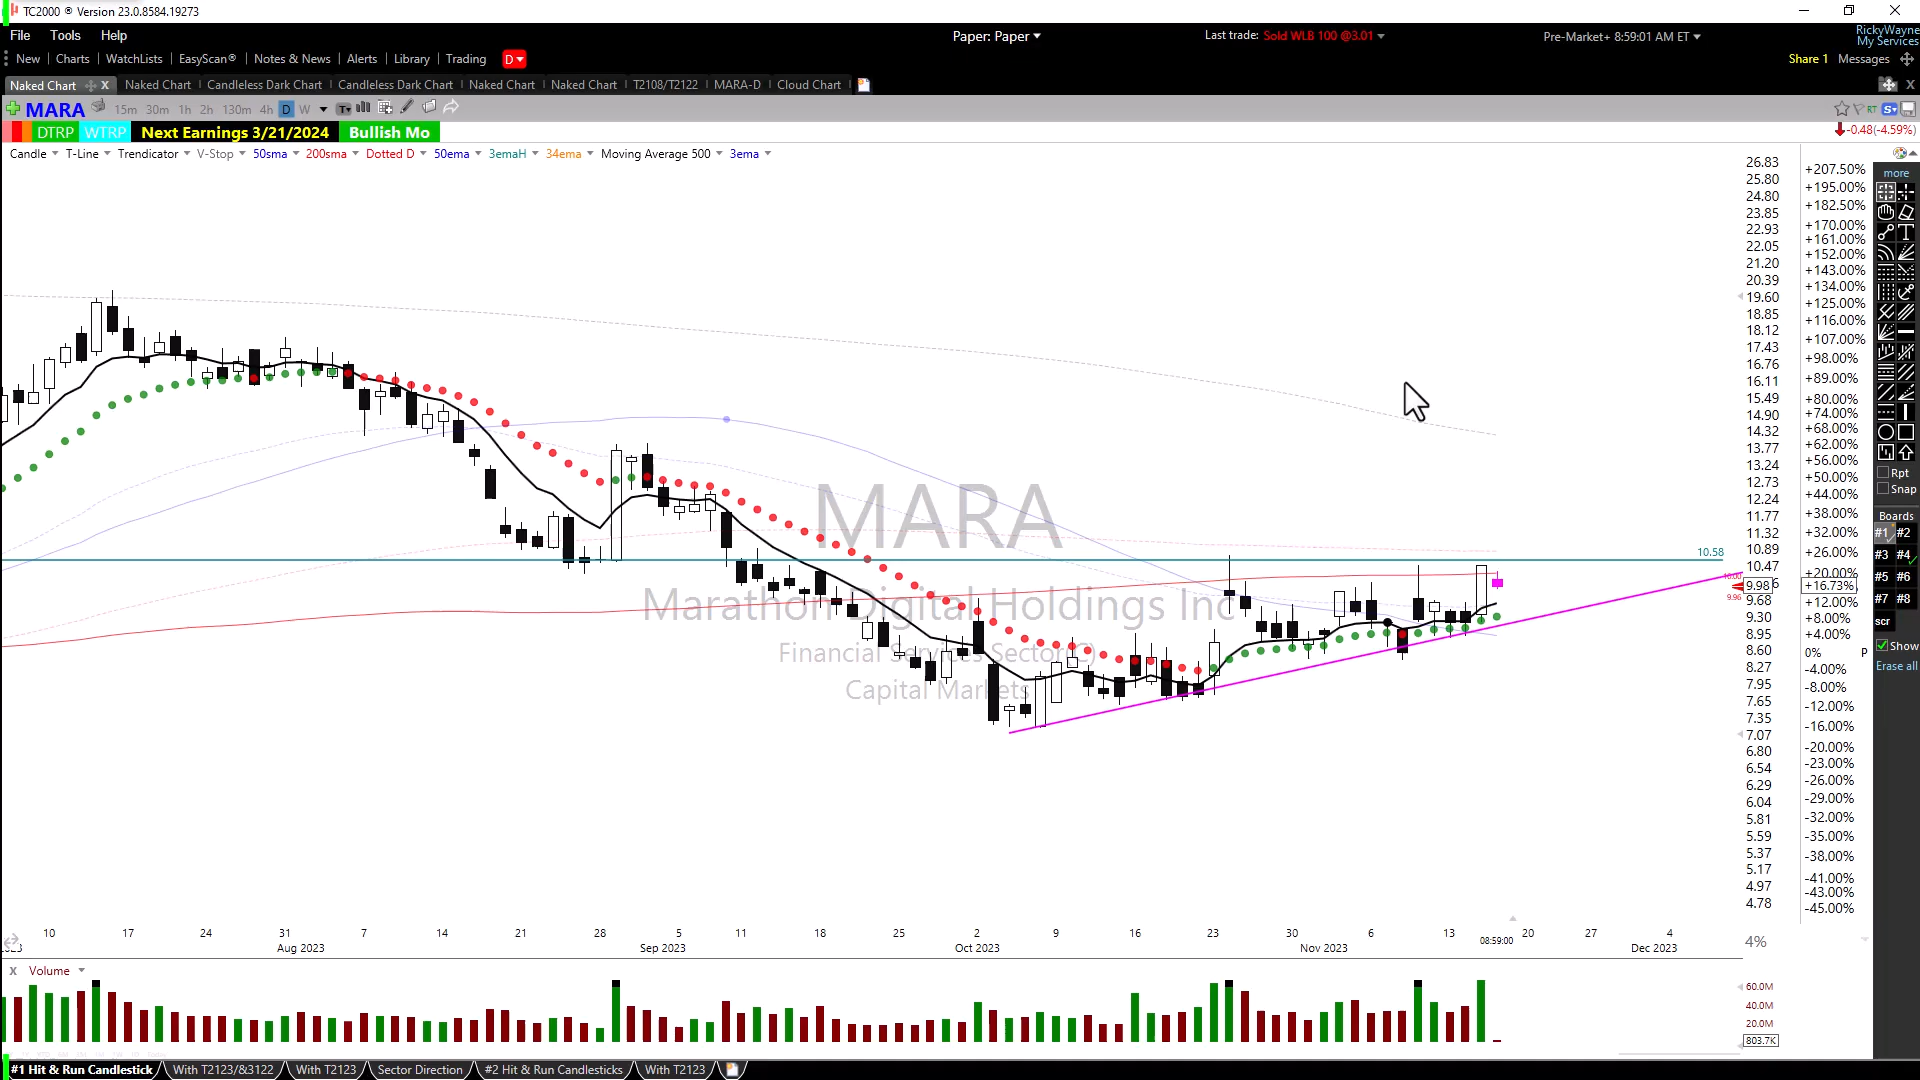 TC2000 ® Version 23.0.8584.19273
File Tools Help
Paper: Paper
Last trade: Sold WLB 100 @3.01
Pre-Market+ 8:59:01 AM ET
RickyWayne
My Services
New Charts WatchLists EasyScan® Notes & News Alerts Library Trading D
Share 1 Messages
Naked Chart X Naked Chart Candleless Dark Chart Candleless Dark Chart Naked Chart Naked Chart T2108/T2122 MARA-D Cloud Chart
MARA 15m 30m 1h 2h 130m 4h D W
RT
DTRP WTRP Next Earnings 3/21/2024 Bullish Mo
-0.48(-4.59%)
Candle T-Line Trendicator V-Stop 50sma 200sma Dotted D 50ema 3emaH 34ema Moving Average 500 3ema
26.83
25.80
24.80
23.85
22.93
22.05
21.20
20.39
19.60
18.85
18.12
17.43
16.76
16.11
15.49
14.90
14.32
13.77
13.24
12.73
12.24
11.77
11.32
10.89
10.47
9.98
9.68
9.30
8.95
8.60
8.27
7.95
7.65
7.35
7.07
6.80
6.54
6.29
6.04
5.81
5.59
5.37
5.17
4.97
4.78
+207.50%
+195.00%
+182.50%
+170.00%
+161.00%
+152.00%
+143.00%
+134.00%
+125.00%
+116.00%
+107.00%
+98.00%
+89.00%
+80.00%
+74.00%
+68.00%
+62.00%
+56.00%
+50.00%
+44.00%
+38.00%
+32.00%
+26.00%
+20.00%
+16.73%
+12.00%
+8.00%
+4.00%
0% P
-4.00%
-8.00%
-12.00%
-16.00%
-20.00%
-23.00%
-26.00%
-29.00%
-32.00%
-35.00%
-38.00%
-41.00%
-43.00%
-45.00%
10.58
10.00
9.96
MARA
Marathon Digital Holdings Inc
Financial Services Sector(C)
Capital Markets
more
Rpt
Snap
Boards
#1 #2
#3 #4
#5 #6
#7 #8
scr
Show
Erase all
10 17 24 31 7 14 21 28 5 11 18 25 2 9 16 23 30 6 13 08:59:00 20 27 4
Aug 2023 Sep 2023 Oct 2023 Nov 2023 Dec 2023
4%
X Volume
60.0M
40.0M
20.0M
803.7K
#1 Hit & Run Candlestick With T2123/&3122 With T2123 Sector Direction #2 Hit & Run Candlesticks With T2123